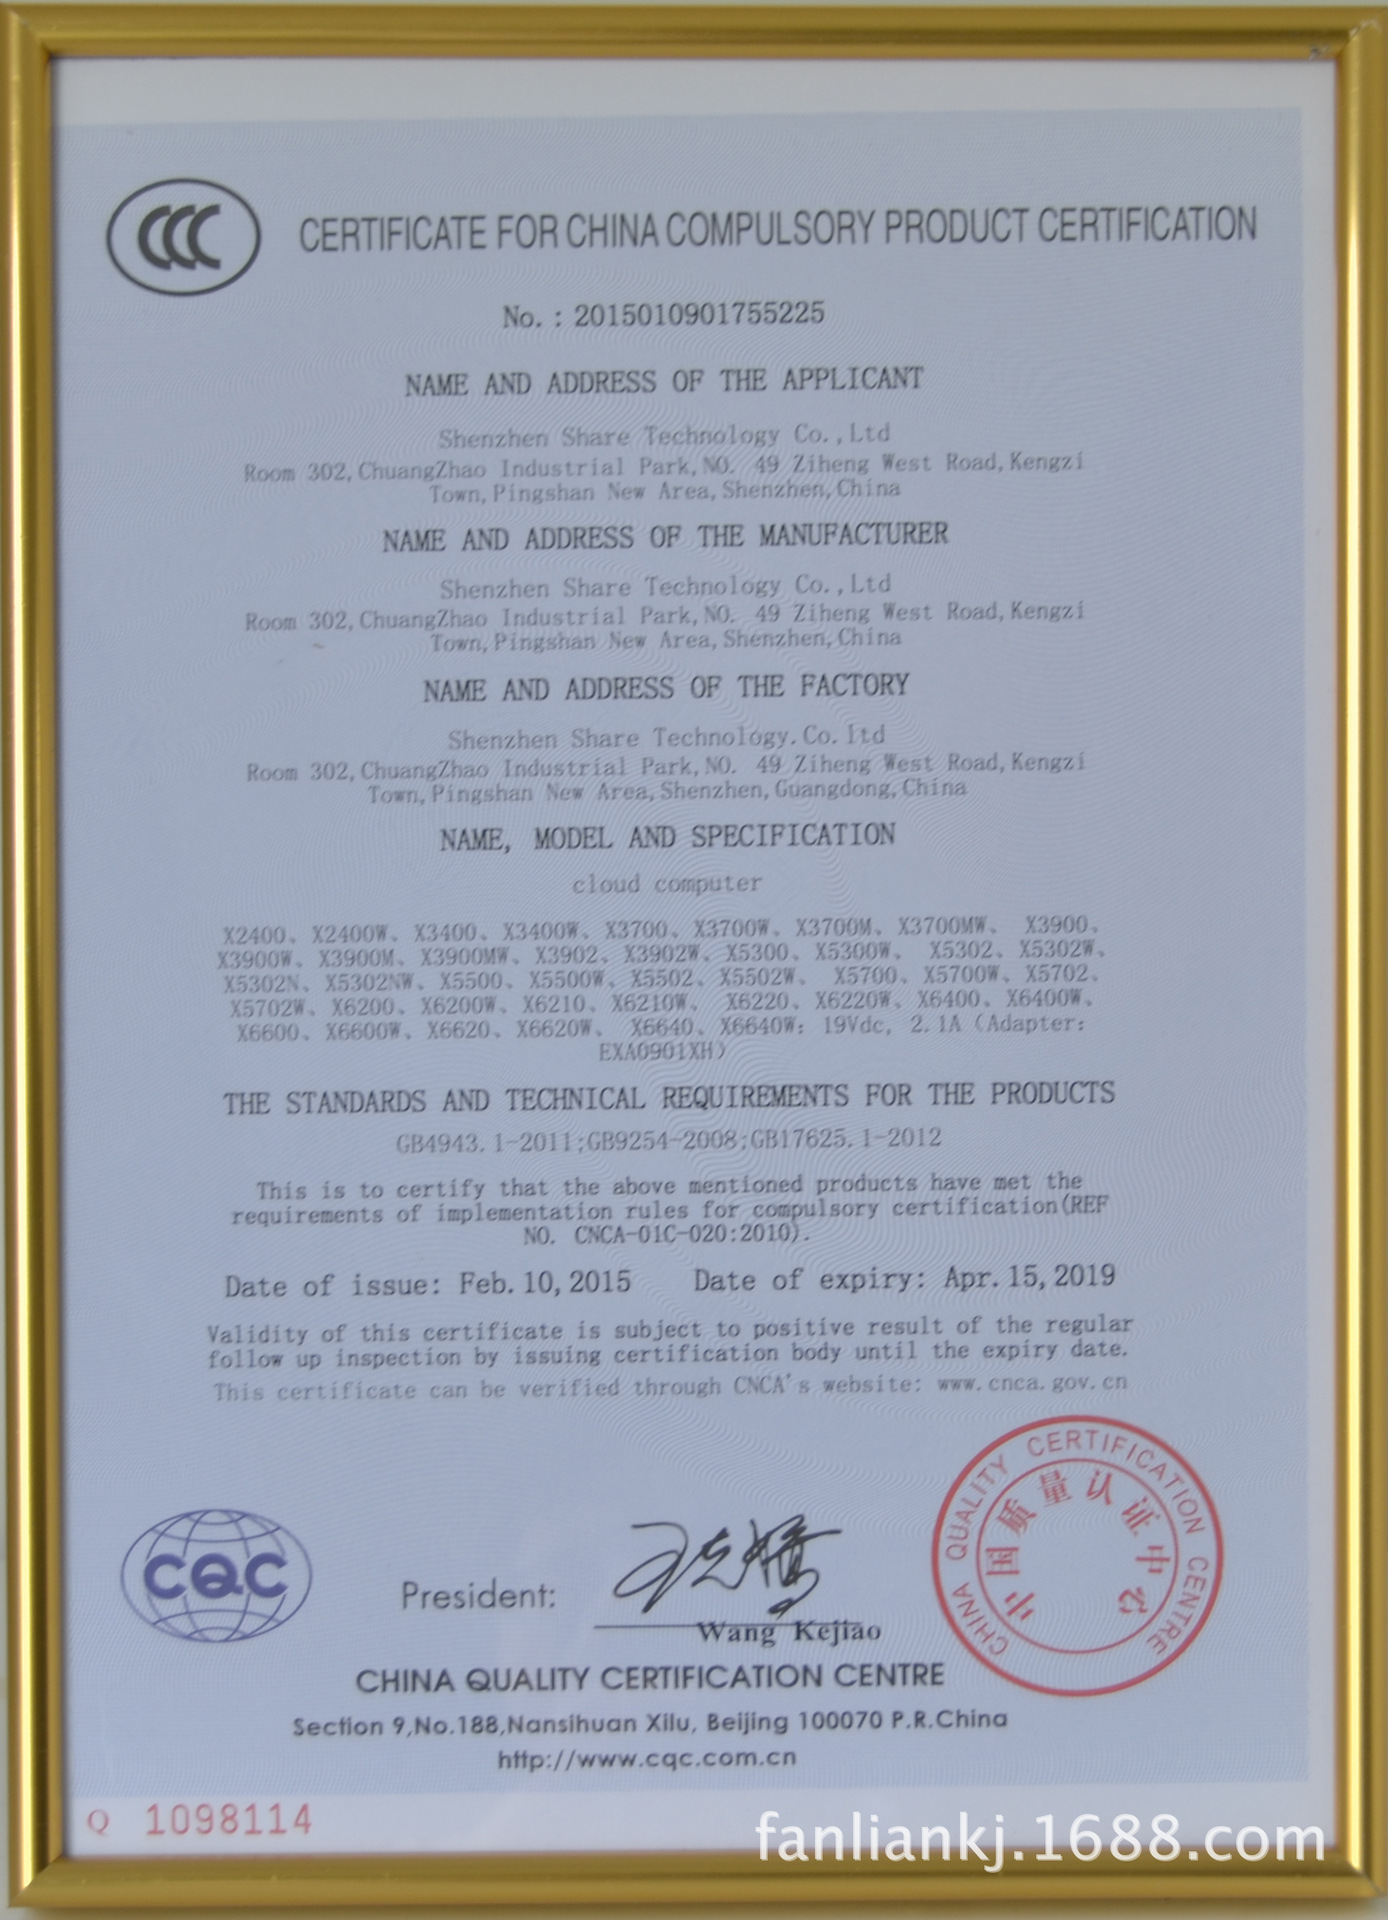 CCC
CERTIFICATE FOR CHINA COMPULSORY PRODUCT CERTIFICATION
No.: 2015010901755225
NAME AND ADDRESS OF THE APPLICANT
Shenzhen Share Technology Co.,Ltd
Room 302,ChuangZhao Industrial Park,NO. 49 Ziheng West Road,Kengzi
Town,Pingshan New Area,Shenzhen,China
NAME AND ADDRESS OF THE MANUFACTURER
Shenzhen Share Technology Co.,Ltd
Room 302,ChuangZhao Industrial Park,NO. 49 Ziheng West Road,Kengzi
Town,Pingshan New Area,Shenzhen,China
NAME AND ADDRESS OF THE FACTORY
Shenzhen Share Technology.Co.ltd
Room 302,ChuangZhao Industrial Park,NO. 49 Ziheng West Road,Kengzi
Town,Pingshan New Area,Shenzhen,Guangdong,China
NAME, MODEL AND SPECIFICATION
cloud computer
X2400、X2400W、X3400、X3400W、X3700、X3700W、X3700M、X3700MW、 X3900、
X3900W、X3900M、X3900MW、X3902、X3902W、X5300、X5300W、 X5302、X5302W、
X5302N、X5302NW、X5500、X5500W、X5502、X5502W、 X5700、X5700W、X5702、
X5702W、X6200、X6200W、X6210、X6210W、 X6220、X6220W、X6400、X6400W、
X6600、X6600W、X6620、X6620W、 X6640、X6640W: 19Vdc, 2.1A (Adapter:
EXA0901XH)
THE STANDARDS AND TECHNICAL REQUIREMENTS FOR THE PRODUCTS
GB4943.1-2011;GB9254-2008;GB17625.1-2012
This is to certify that the above mentioned products have met the
requirements of implementation rules for compulsory certification(REF
NO. CNCA-01C-020:2010).
Date of issue: Feb.10,2015 Date of expiry: Apr.15,2019
Validity of this certificate is subject to positive result of the regular
follow up inspection by issuing certification body until the expiry date.
This certificate can be verified through CNCA's website: www.cnca.gov.cn
CHINA QUALITY CERTIFICATION CENTRE
中国质量认证中心
CQC
President:
王克娇
Wang Kejiao
CHINA QUALITY CERTIFICATION CENTRE
Section 9,No.188,Nansihuan Xilu, Beijing 100070 P.R.China
http://www.cqc.com.cn
Q 1098114
fanliankj.1688.com